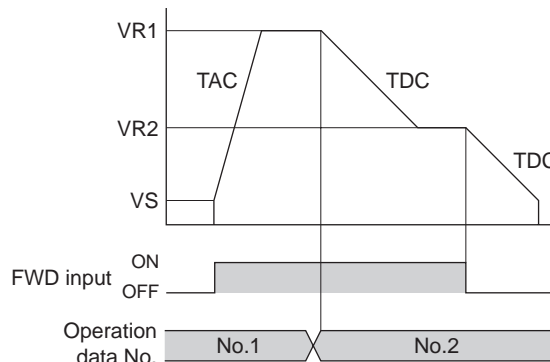 VR1
TAC
TDC
VR2
TDC
VS
FWD input
ON
OFF
Operation
data No.
No.1
No.2